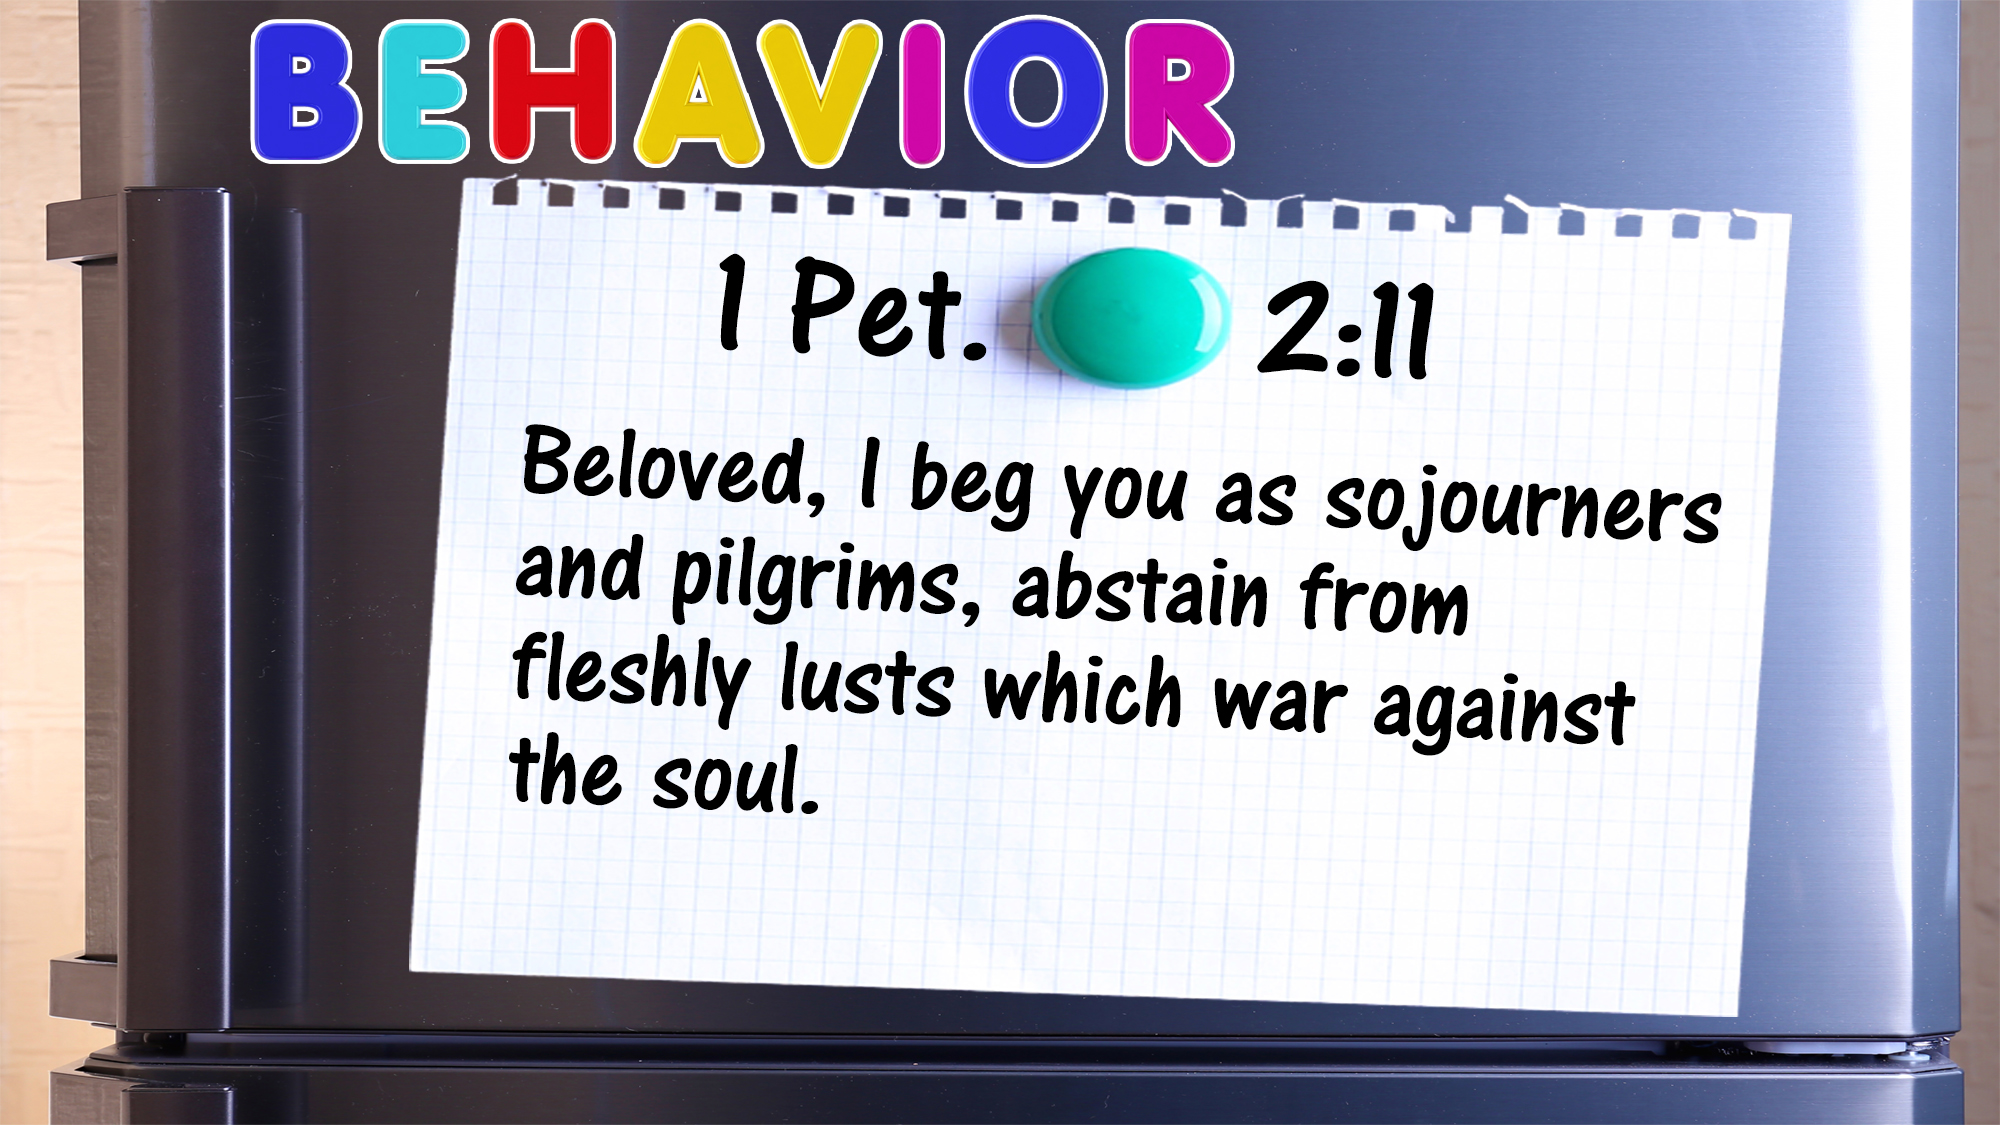 BEHAVIOR
1 Pet. 2:11
Beloved, I beg you as sojourners
and pilgrims, abstain from
fleshly lusts which war against
the soul.